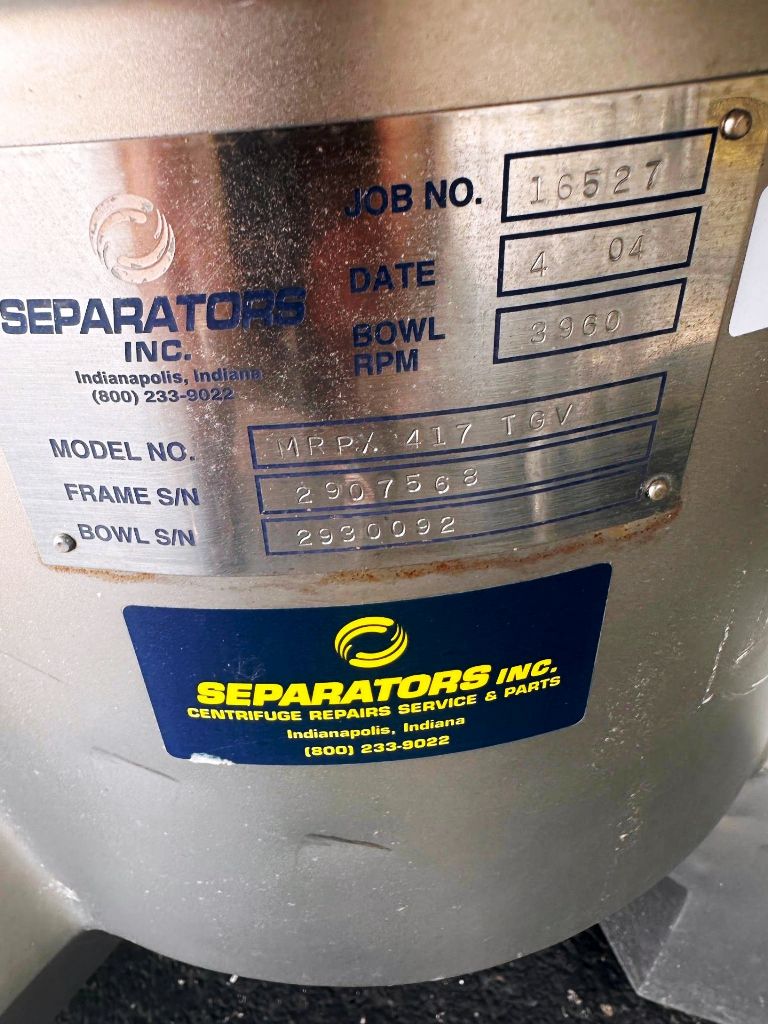 JOB NO. 16527
DATE 4 04
BOWL RPM 3960
SEPARATORS
INC.
Indianapolis, Indiana
(800) 233-9022
MODEL NO. MRP% 417 TGV
FRAME S/N 2907568
BOWL S/N 2930092
SEPARATORS INC.
CENTRIFUGE REPAIRS SERVICE & PARTS
Indianapolis, Indiana
(800) 233-9022